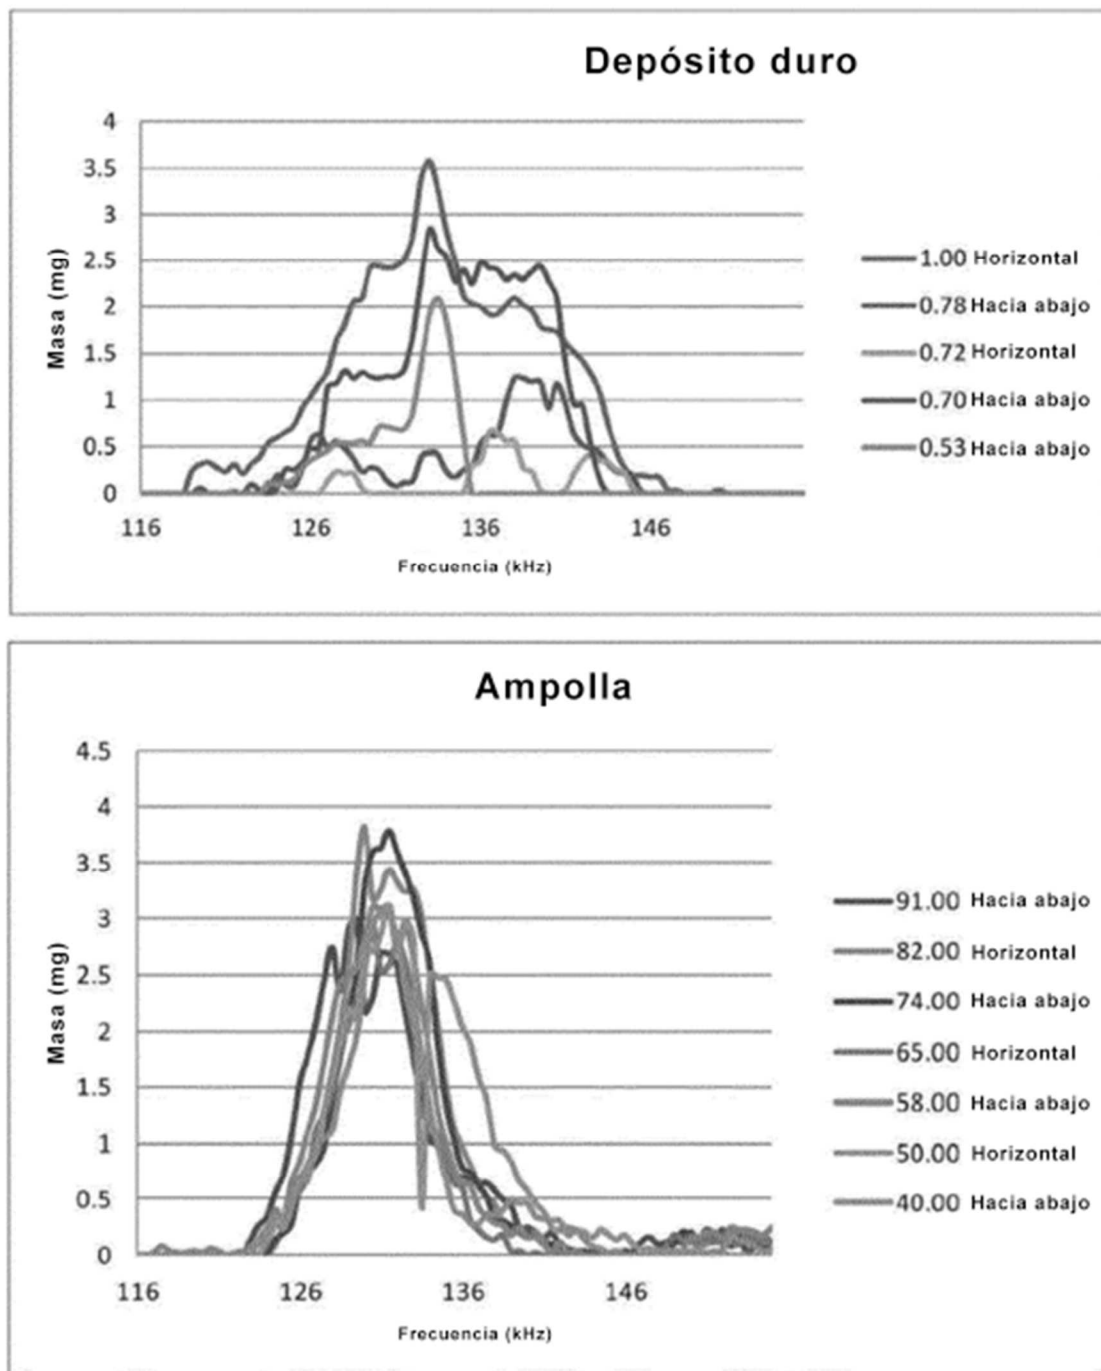 Depósito duro
4
3.5
3
2.5
2
1.5
1
0.5
0
Masa (mg)
116 126 136 146
Frecuencia (kHz)
1.00 Horizontal
0.78 Hacia abajo
0.72 Horizontal
0.70 Hacia abajo
0.53 Hacia abajo
Ampolla
4.5
4
3.5
3
2.5
2
1.5
1
0.5
0
Masa (mg)
116 126 136 146
Frecuencia (kHz)
91.00 Hacia abajo
82.00 Horizontal
74.00 Hacia abajo
65.00 Horizontal
58.00 Hacia abajo
50.00 Horizontal
40.00 Hacia abajo